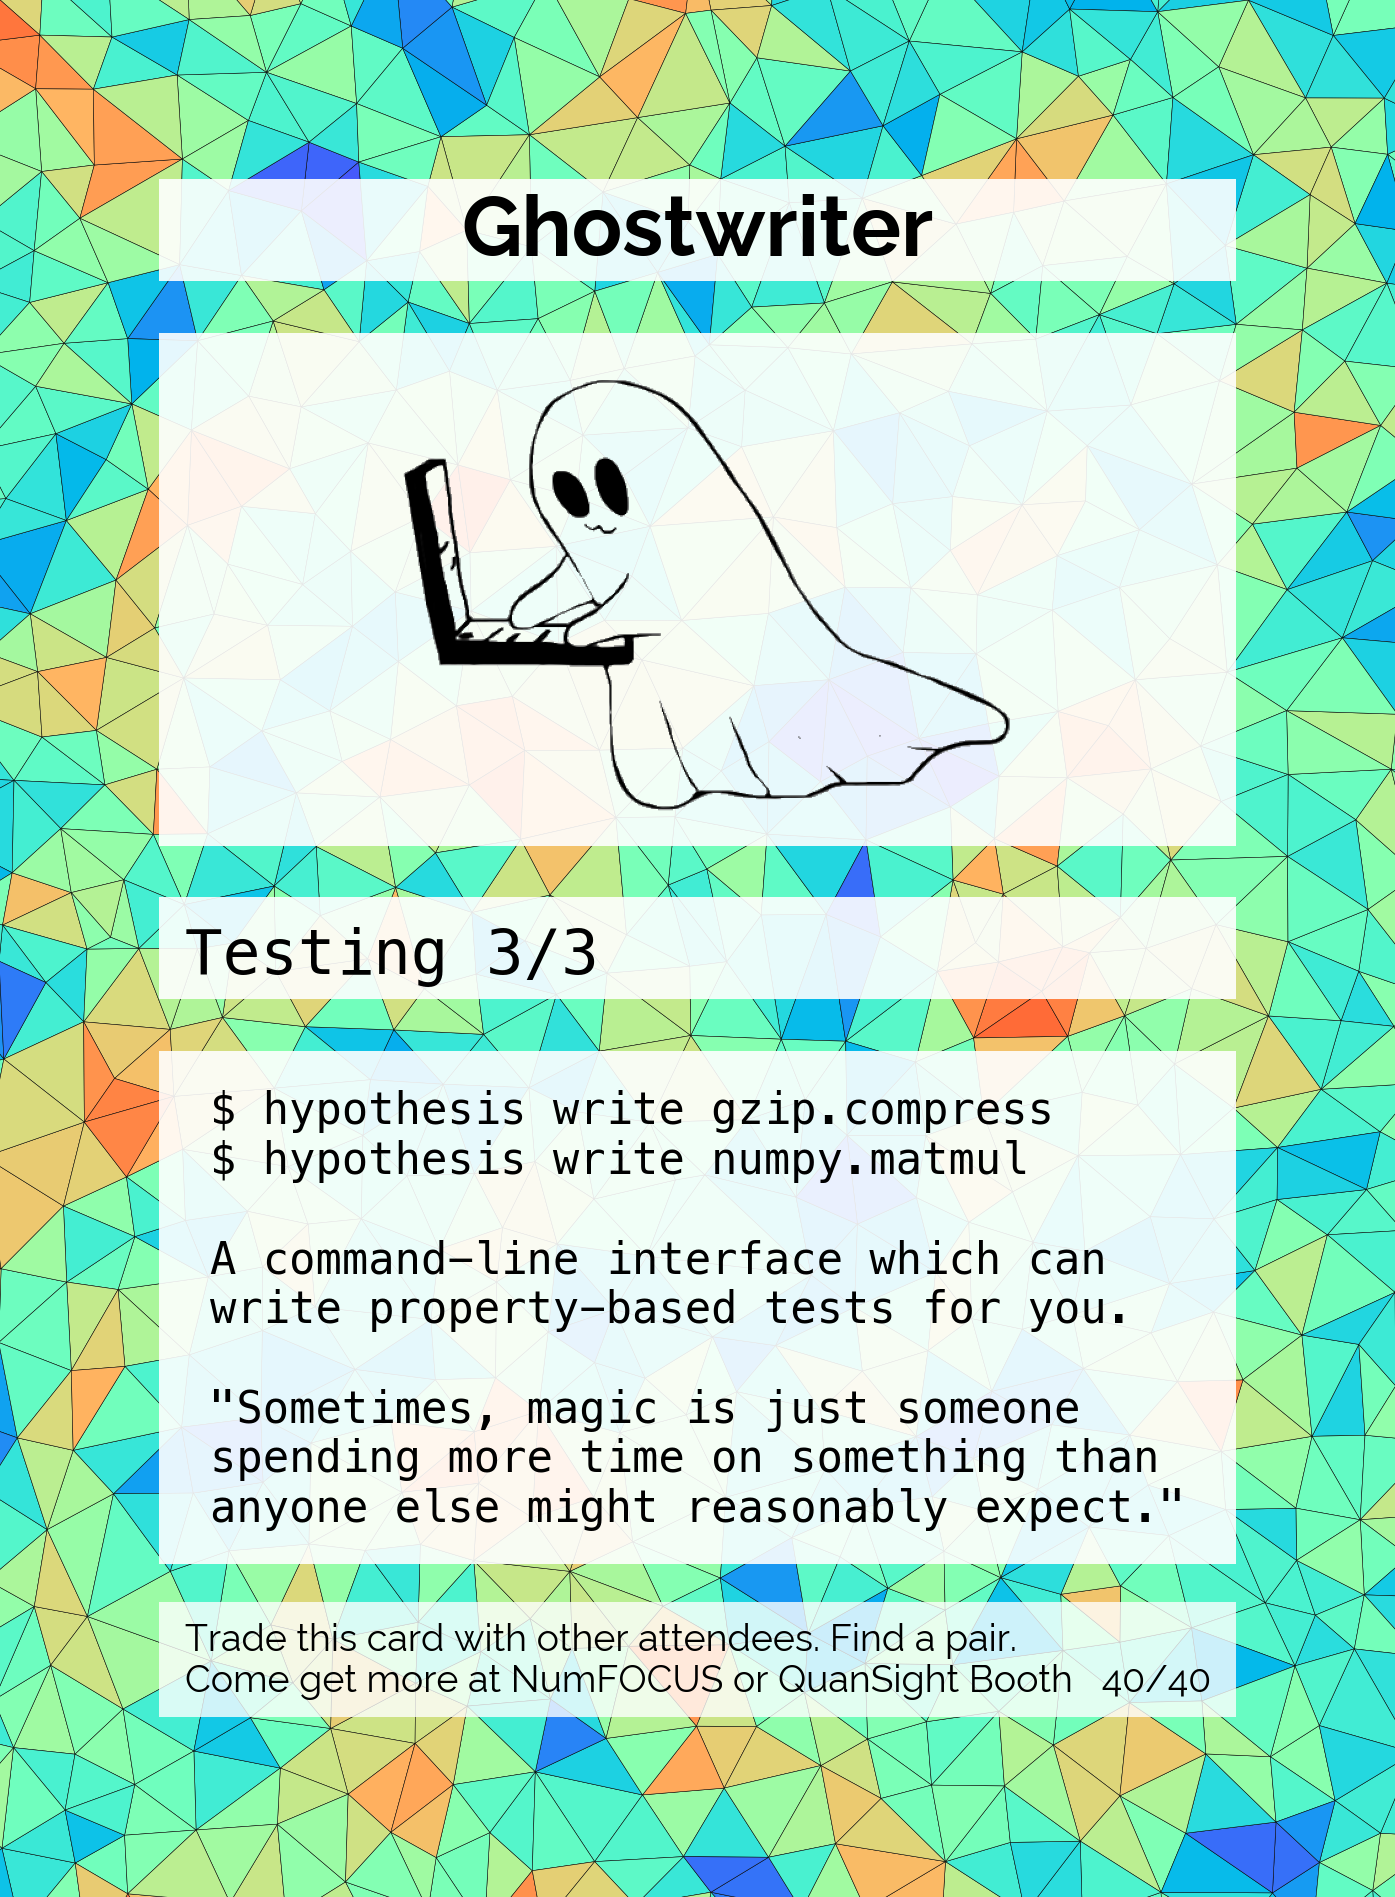 Ghostwriter
Testing 3/3
$ hypothesis write gzip.compress
$ hypothesis write numpy.matmul
A command-line interface which can
write property-based tests for you.
"Sometimes, magic is just someone
spending more time on something than
anyone else might reasonably expect."
Trade this card with other attendees. Find a pair.
Come get more at NumFOCUS or QuanSight Booth 40/40